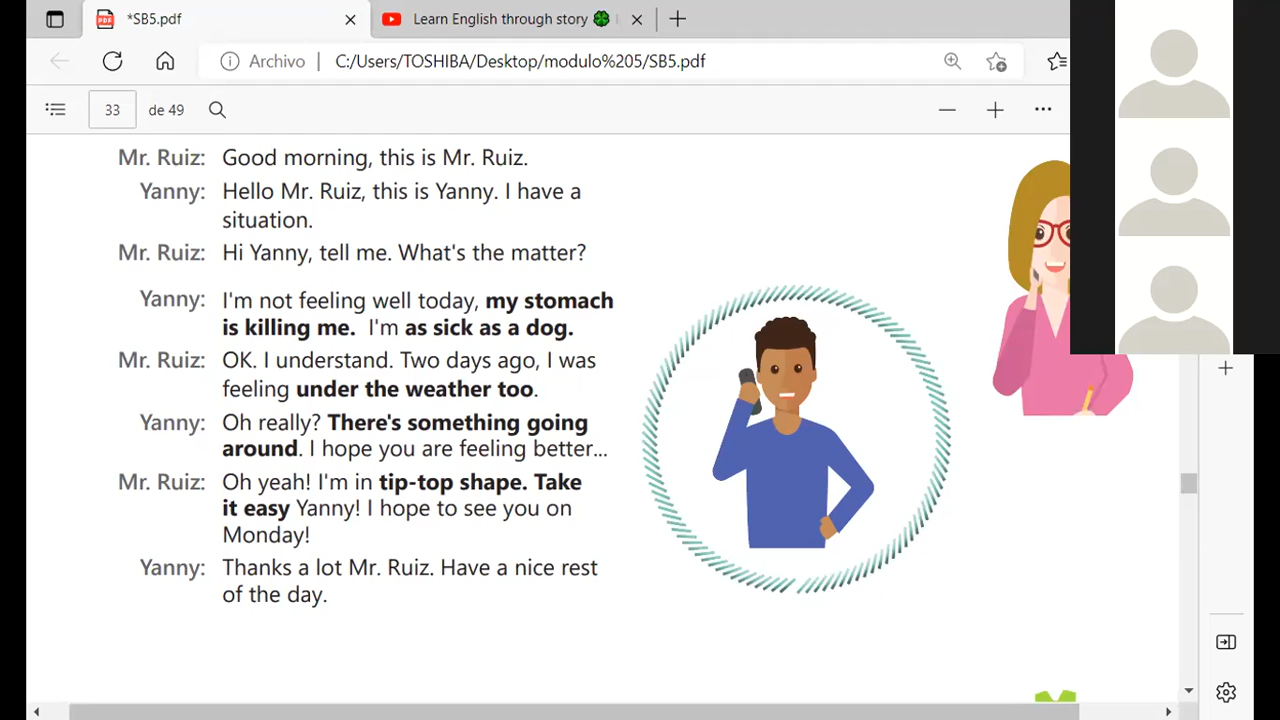 *SB5.pdf
Learn English through story 🍀
Archivo
C:/Users/TOSHIBA/Desktop/modulo%205/SB5.pdf
33
de 49
Mr. Ruiz: Good morning, this is Mr. Ruiz.
Yanny: Hello Mr. Ruiz, this is Yanny. I have a
situation.
Mr. Ruiz: Hi Yanny, tell me. What's the matter?
Yanny: I'm not feeling well today, my stomach
is killing me. I'm as sick as a dog.
Mr. Ruiz: OK. I understand. Two days ago, I was
feeling under the weather too.
Yanny: Oh really? There's something going
around. I hope you are feeling better...
Mr. Ruiz: Oh yeah! I'm in tip-top shape. Take
it easy Yanny! I hope to see you on
Monday!
Yanny: Thanks a lot Mr. Ruiz. Have a nice rest
of the day.